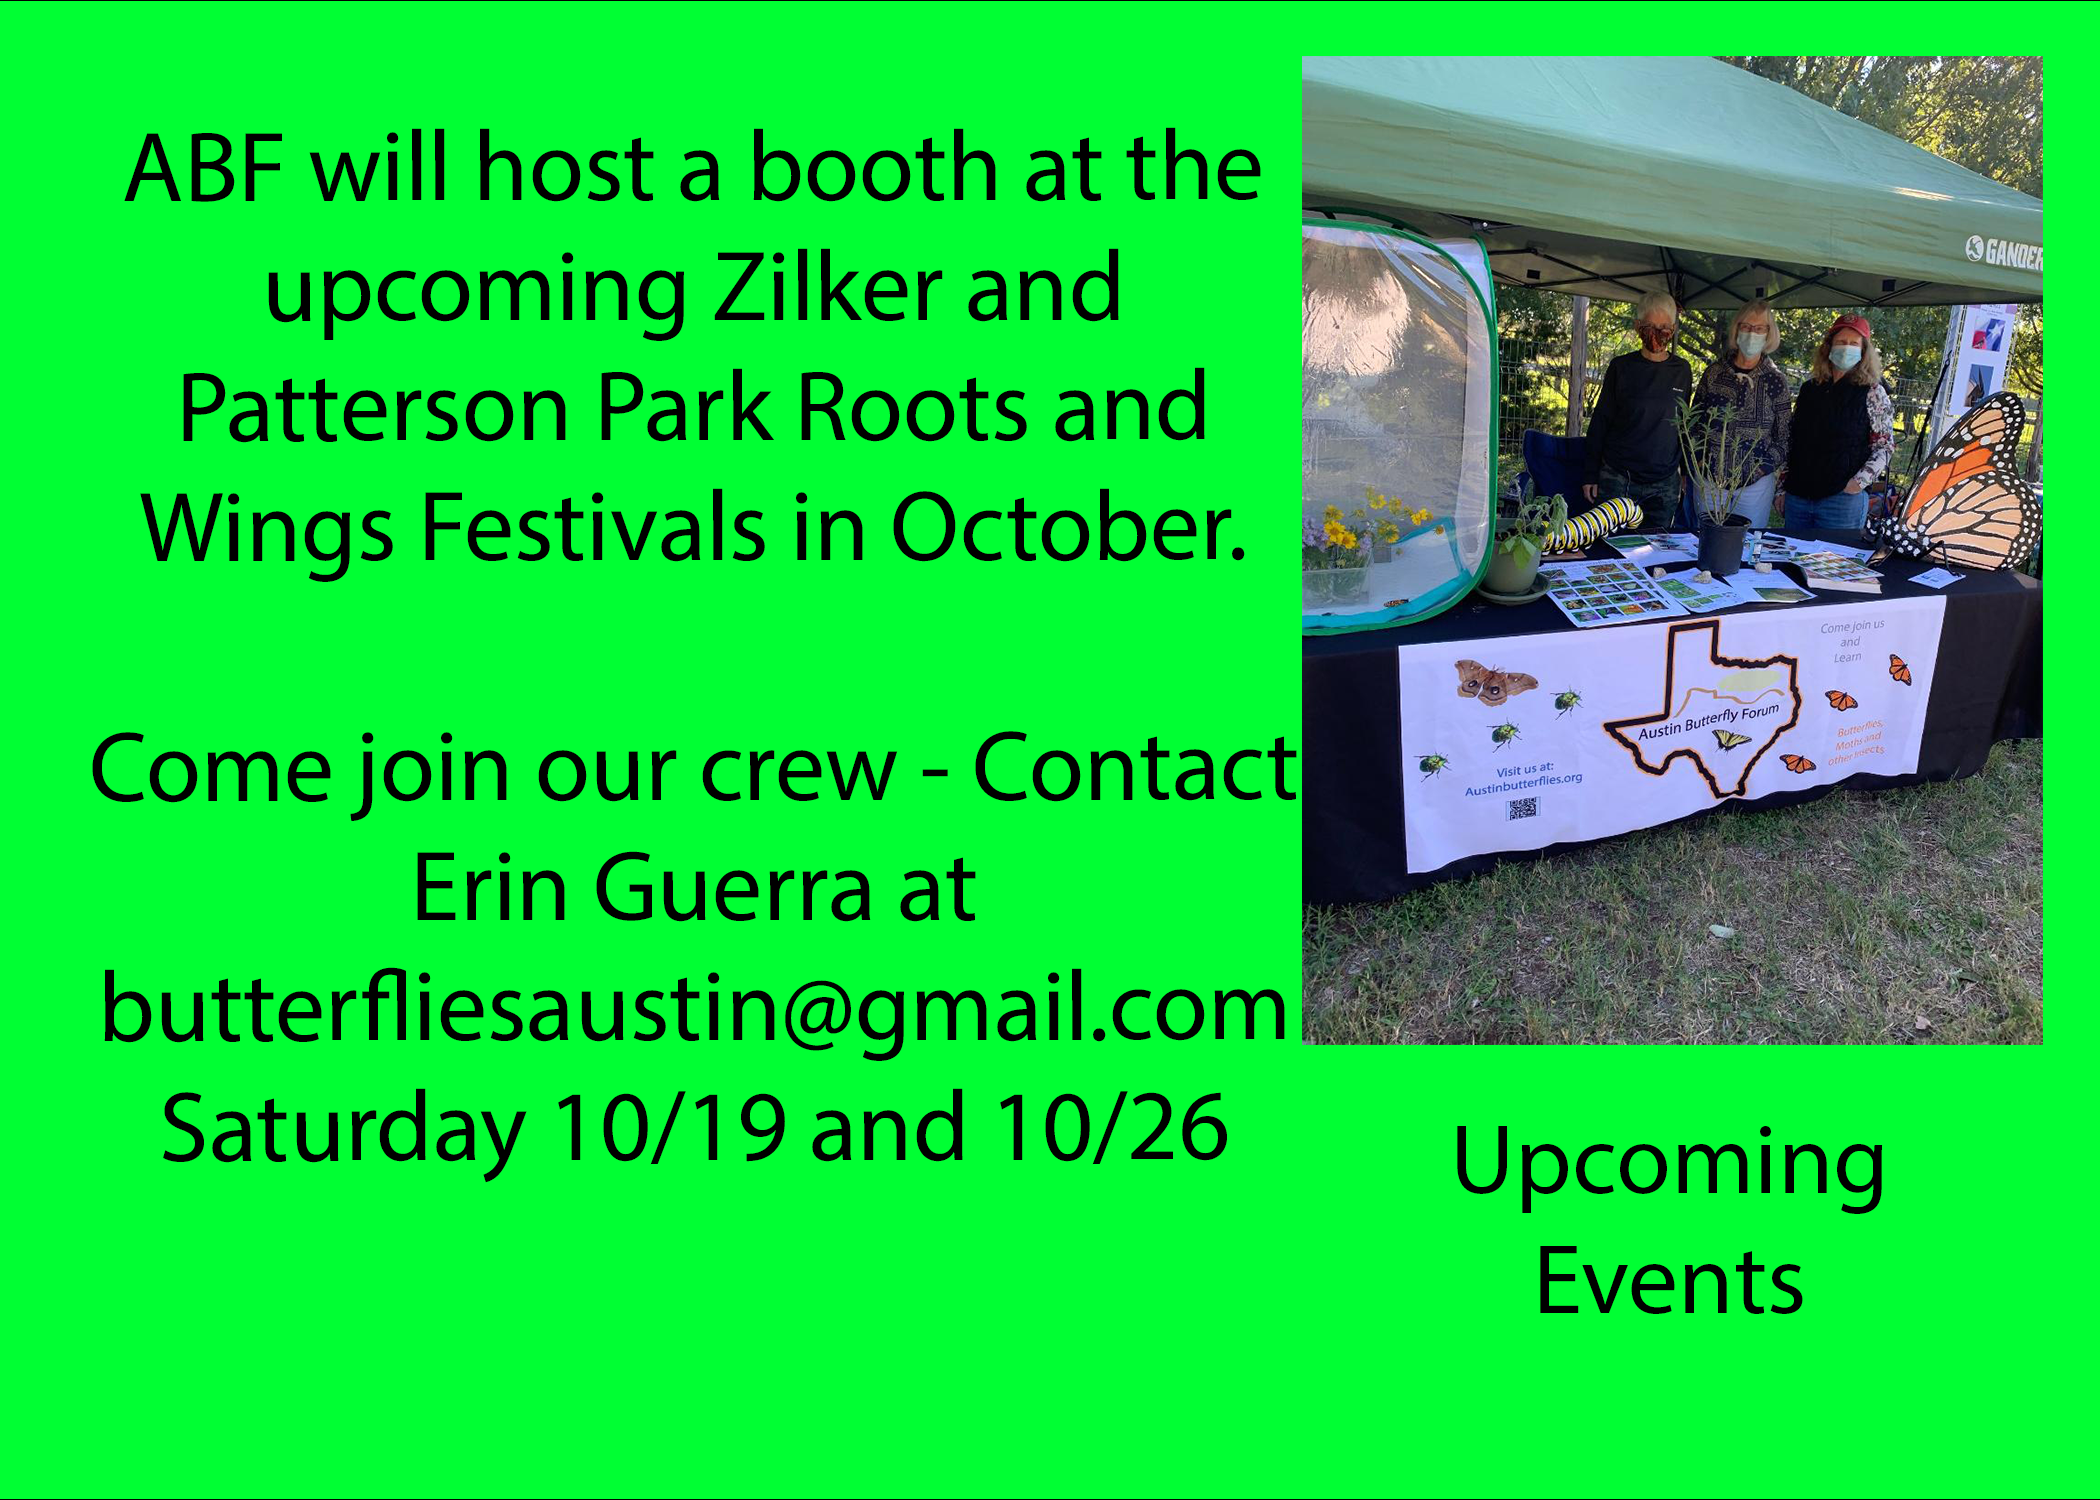 ABF will host a booth at the
upcoming Zilker and
Patterson Park Roots and
Wings Festivals in October.
Come join our crew - Contact
Erin Guerra at
butterfliesaustin@gmail.com
Saturday 10/19 and 10/26
GANDER
Come join us
and
Learn
Austin Butterfly Forum
Butterflies,
Moths and
other Insects
Visit us at:
Austinbutterflies.org
Upcoming
Events